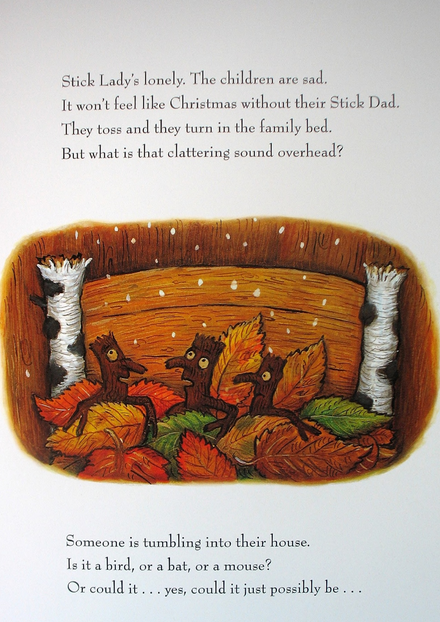 Stick Lady's lonely. The children are sad.
It won't feel like Christmas without their Stick Dad.
They toss and they turn in the family bed.
But what is that clattering sound overhead?
Someone is tumbling into their house.
Is it a bird, or a bat, or a mouse?
Or could it . . . yes, could it just possibly be . . .